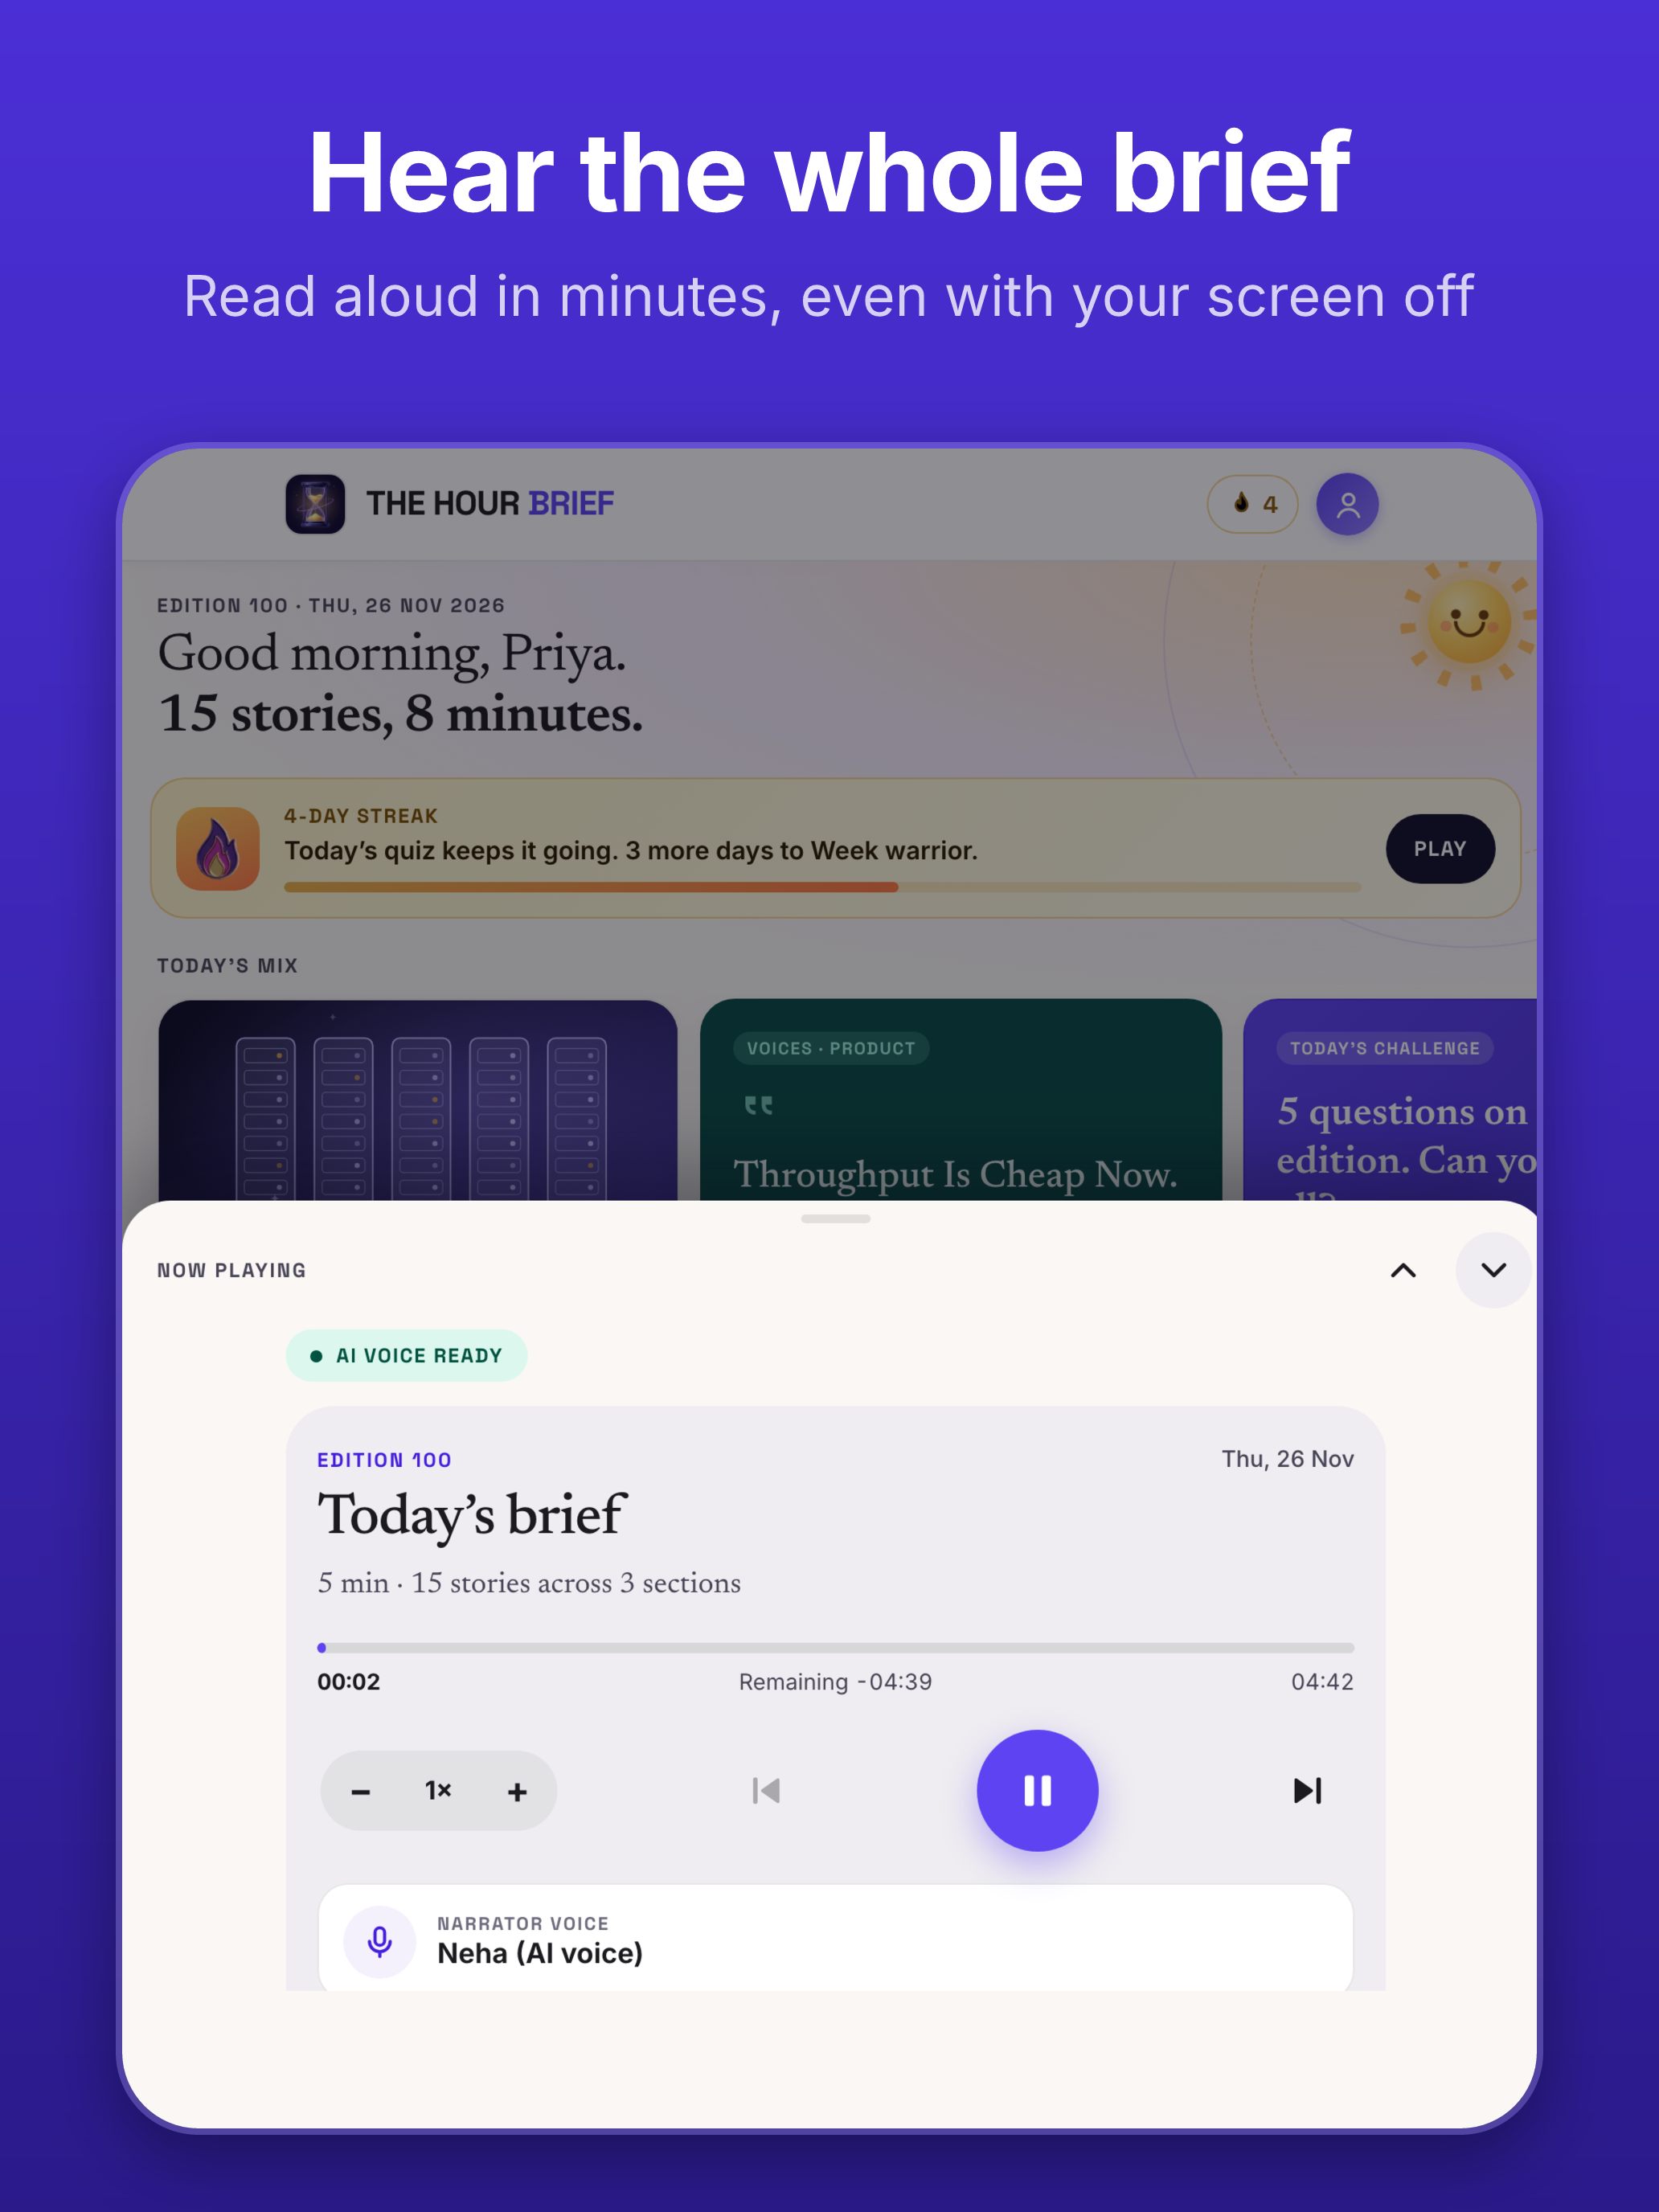 Hear the whole brief
Read aloud in minutes, even with your screen off
THE HOUR BRIEF
4
EDITION 100 · THU, 26 NOV 2026
Good morning, Priya.
15 stories, 8 minutes.
4-DAY STREAK
Today’s quiz keeps it going. 3 more days to Week warrior.
PLAY
TODAY’S MIX
VOICES · PRODUCT
"
Throughput Is Cheap Now.
TODAY’S CHALLENGE
5 questions on
edition. Can yo
NOW PLAYING
AI VOICE READY
EDITION 100
Thu, 26 Nov
Today’s brief
5 min · 15 stories across 3 sections
00:02
Remaining -04:39
04:42
− 1× +
NARRATOR VOICE
Neha (AI voice)